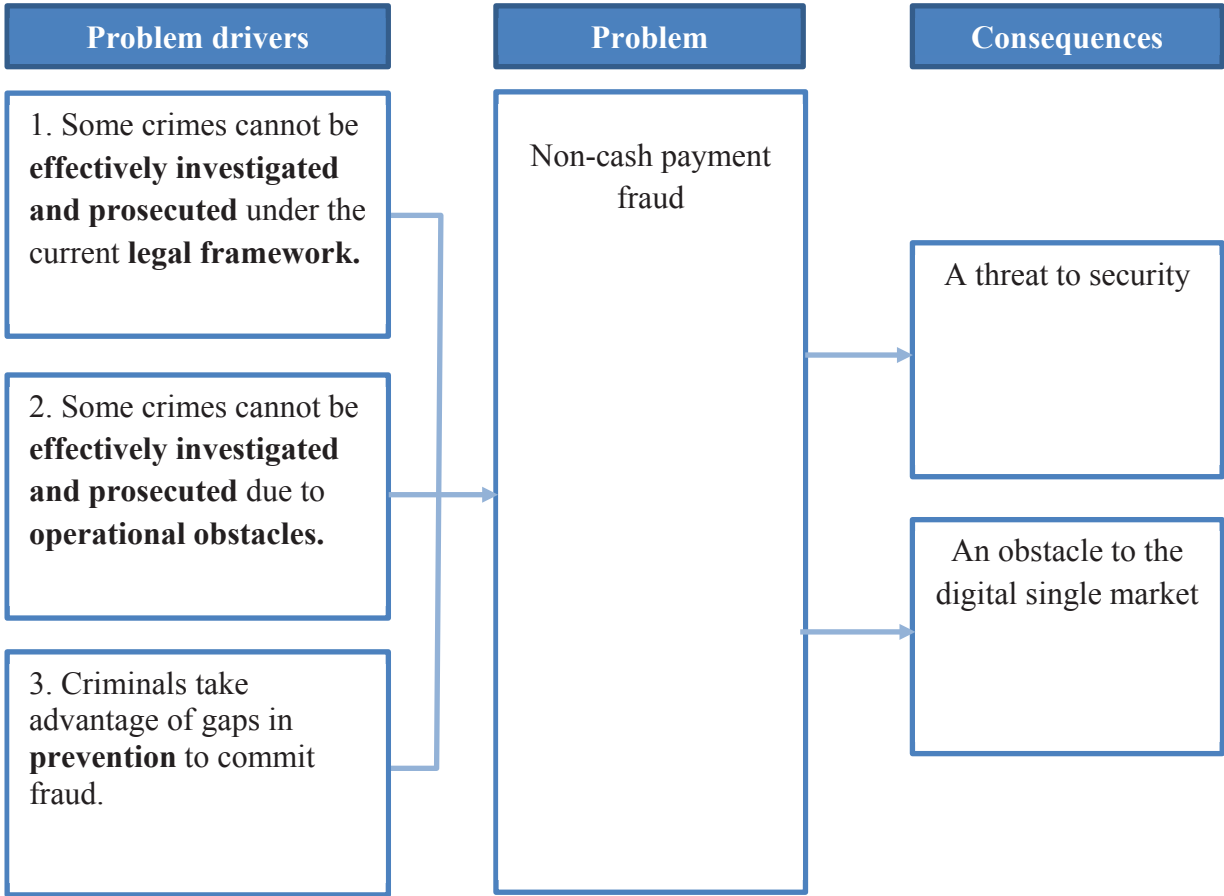 Problem drivers
1. Some crimes cannot be
effectively investigated
and prosecuted under the
current legal framework.
2. Some crimes cannot be
effectively investigated
and prosecuted due to
operational obstacles.
3. Criminals take
advantage of gaps in
prevention to commit
fraud.
Problem
Non-cash payment
fraud
Consequences
A threat to security
An obstacle to the
digital single market